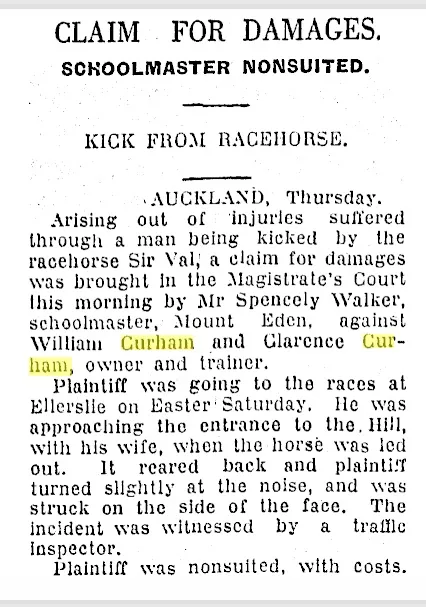 CLAIM FOR DAMAGES.
SCHOOLMASTER NONSUITED.
KICK FROM RACEHORSE.
AUCKLAND, Thursday.
Arising out of injuries suffered
through a man being kicked by the
racehorse Sir Val, a claim for damages
was brought in the Magistrate's Court
this morning by Mr Spencely Walker,
schoolmaster, Mount Eden, against
William Curham and Clarence Cur-
ham, owner and trainer.
Plaintiff was going to the races at
Ellerslie on Easter Saturday. He was
approaching the entrance to the Hill,
with his wife, when the horse was led
out. It reared back and plaintiff
turned slightly at the noise, and was
struck on the side of the face. The
incident was witnessed by a traffic
inspector.
Plaintiff was nonsuited, with costs.